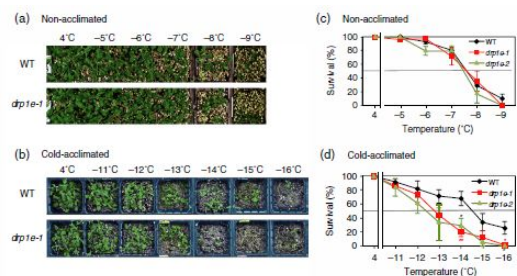 (a) Non-acclimated
4°C −5°C −6°C −7°C −8°C −9°C
WT
drp1e-1
(b) Cold-acclimated
4°C −11°C −12°C −13°C −14°C −15°C −16°C
WT
drp1e-1
(c) Non-acclimated
Survival (%)
100
80
60
40
20
0
4 −5 −6 −7 −8 −9
Temperature (°C)
WT
drp1e-1
drp1e-2
(d) Cold-acclimated
Survival (%)
100
80
60
40
20
0
4 −11 −12 −13 −14 −15 −16
Temperature (°C)
WT
drp1e-1
drp1e-2